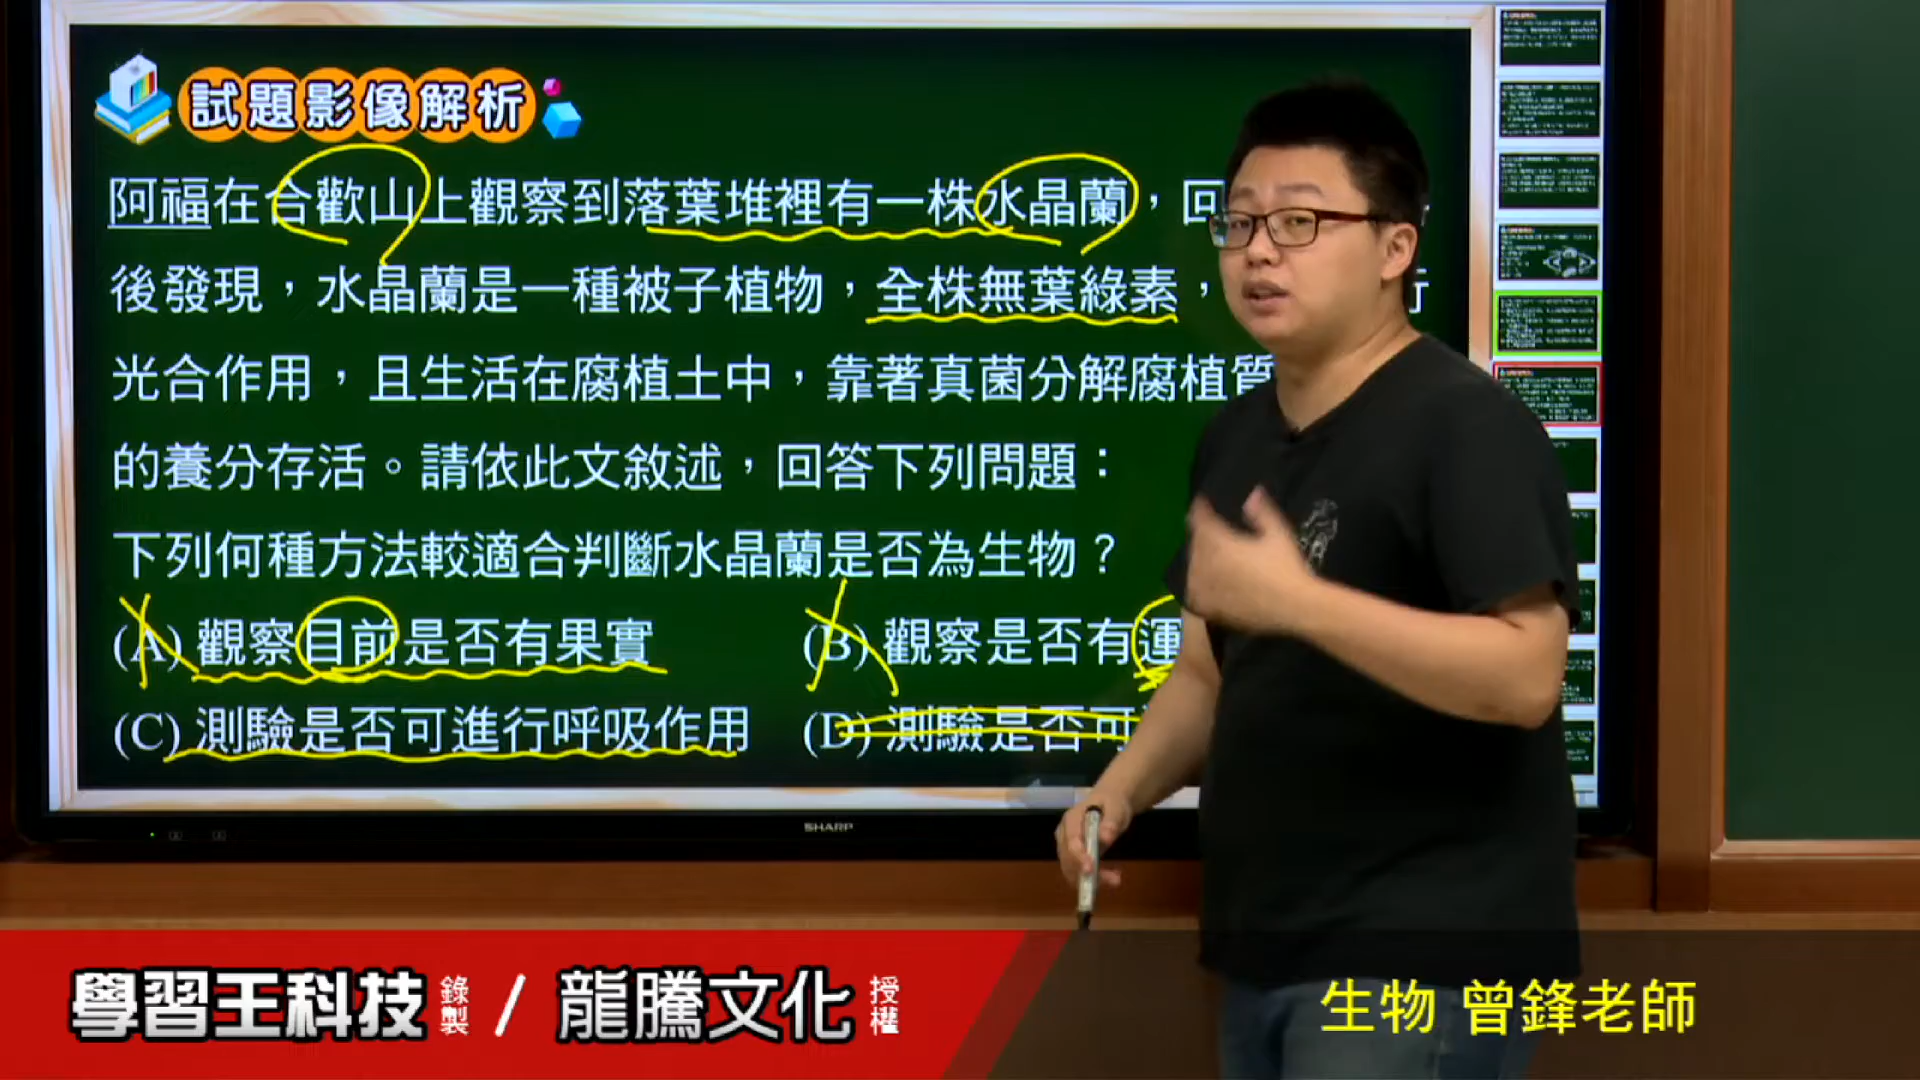 試題影像解析
阿福在合歡山上觀察到落葉堆裡有一株水晶蘭，回
後發現，水晶蘭是一種被子植物，全株無葉綠素，
光合作用，且生活在腐植土中，靠著真菌分解腐植質
的養分存活。請依此文敘述，回答下列問題：
下列何種方法較適合判斷水晶蘭是否為生物？
(A) 觀察目前是否有果實 (B) 觀察是否有運
(C) 測驗是否可進行呼吸作用 (D) 測驗是否可
SHARP
學習王科技 錄製 / 龍騰文化 授權
生物 曾鋒老師